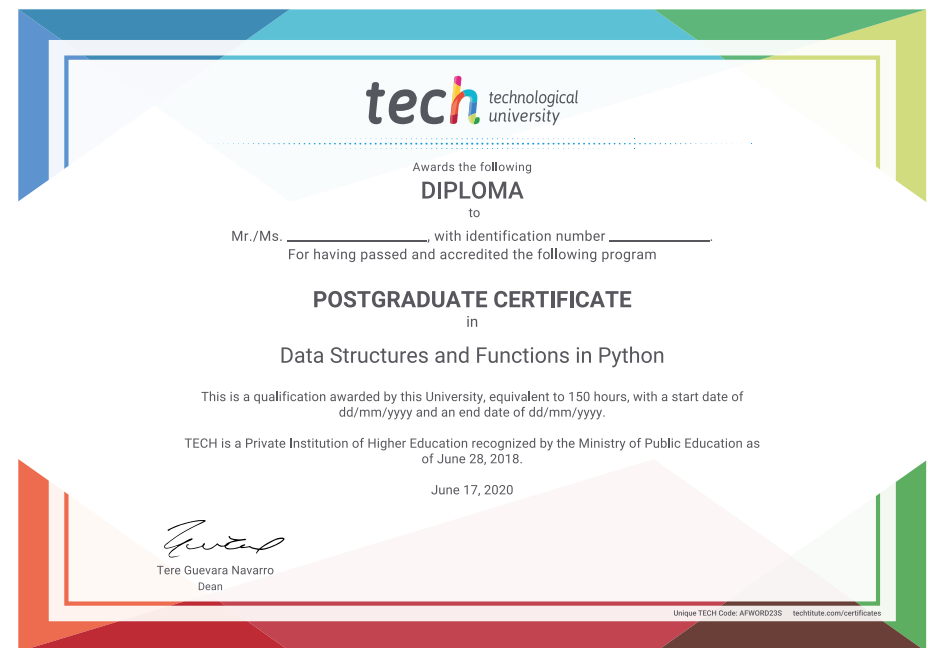 tech technological
university
Awards the following
DIPLOMA
to
Mr./Ms. ____________________, with identification number ______________.
For having passed and accredited the following program
POSTGRADUATE CERTIFICATE
in
Data Structures and Functions in Python
This is a qualification awarded by this University, equivalent to 150 hours, with a start date of
dd/mm/yyyy and an end date of dd/mm/yyyy.
TECH is a Private Institution of Higher Education recognized by the Ministry of Public Education as
of June 28, 2018.
June 17, 2020
Tere Guevara Navarro
Dean
Unique TECH Code: AFWORD23S techtitute.com/certificates